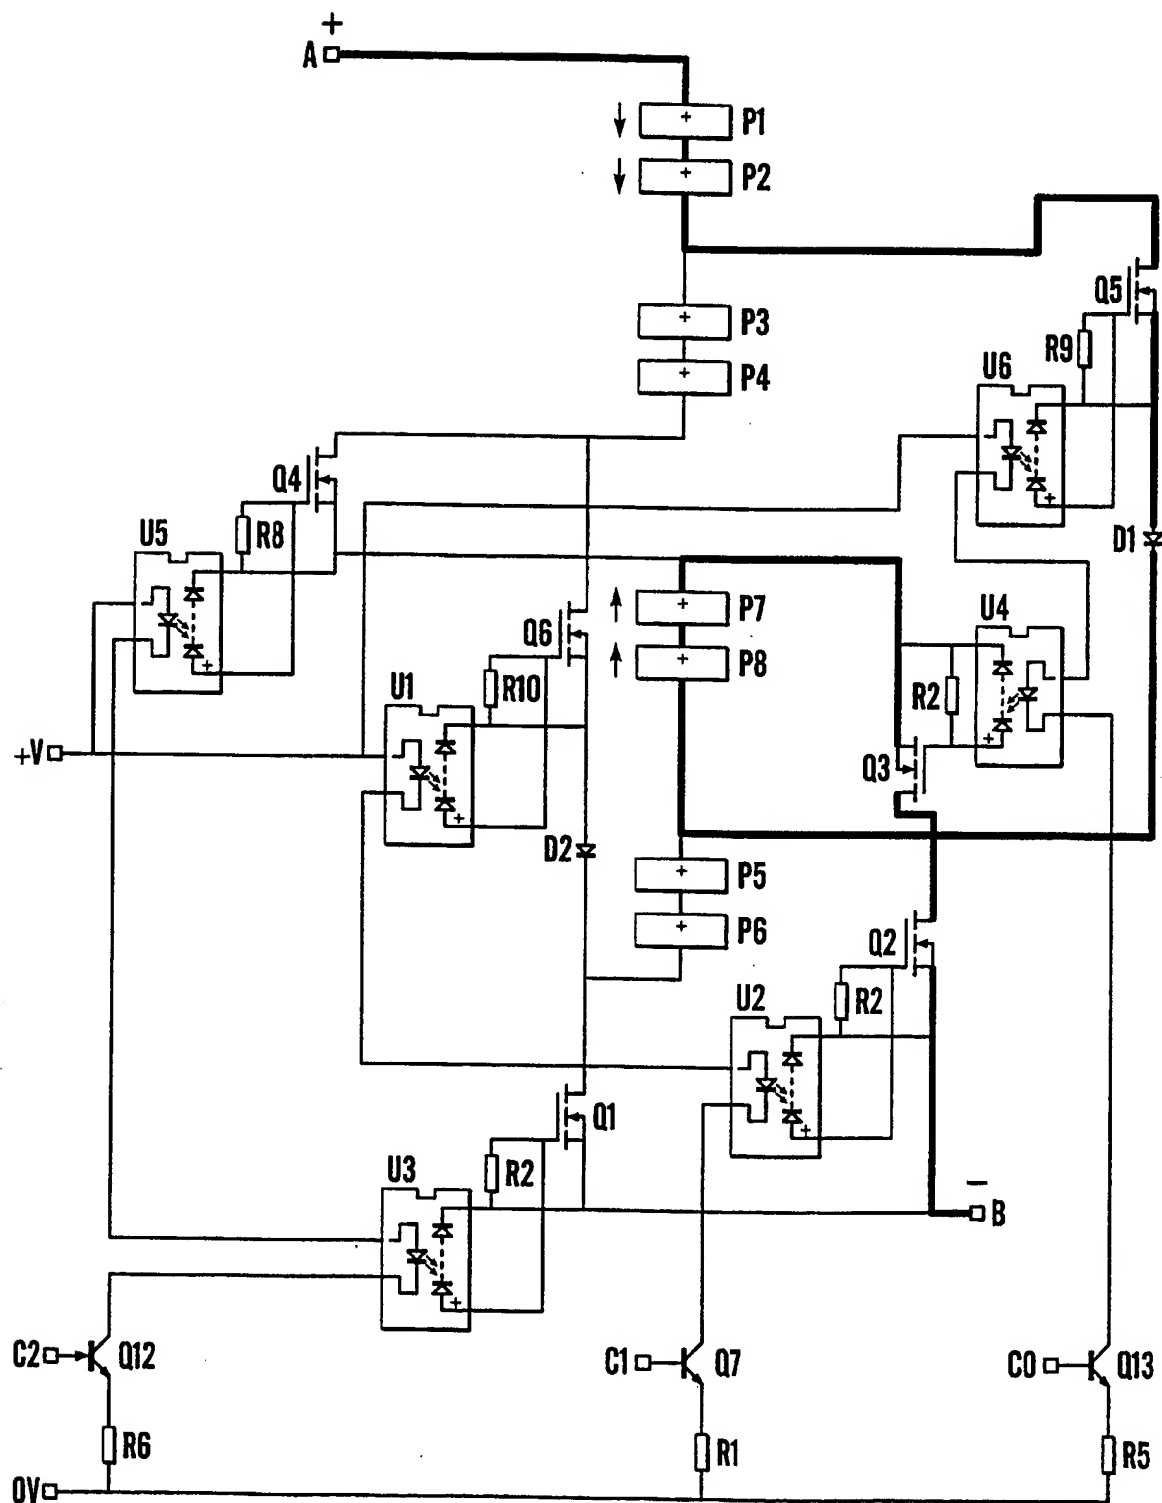 +
A
+ P1
+ P2
Q5
+ P3
R9
+ P4
U6
Q4
+
R8
U5
D1
+ P7
U4
Q6
+ P8
+
R10
U1
R2
+
+V
Q3
+
D2
+ P5
+ P6
Q2
U2
R2
Q1
+
R2
U3
−
B
+
C2 Q12
C1 Q7
C0 Q13
R6
R1
R5
0V